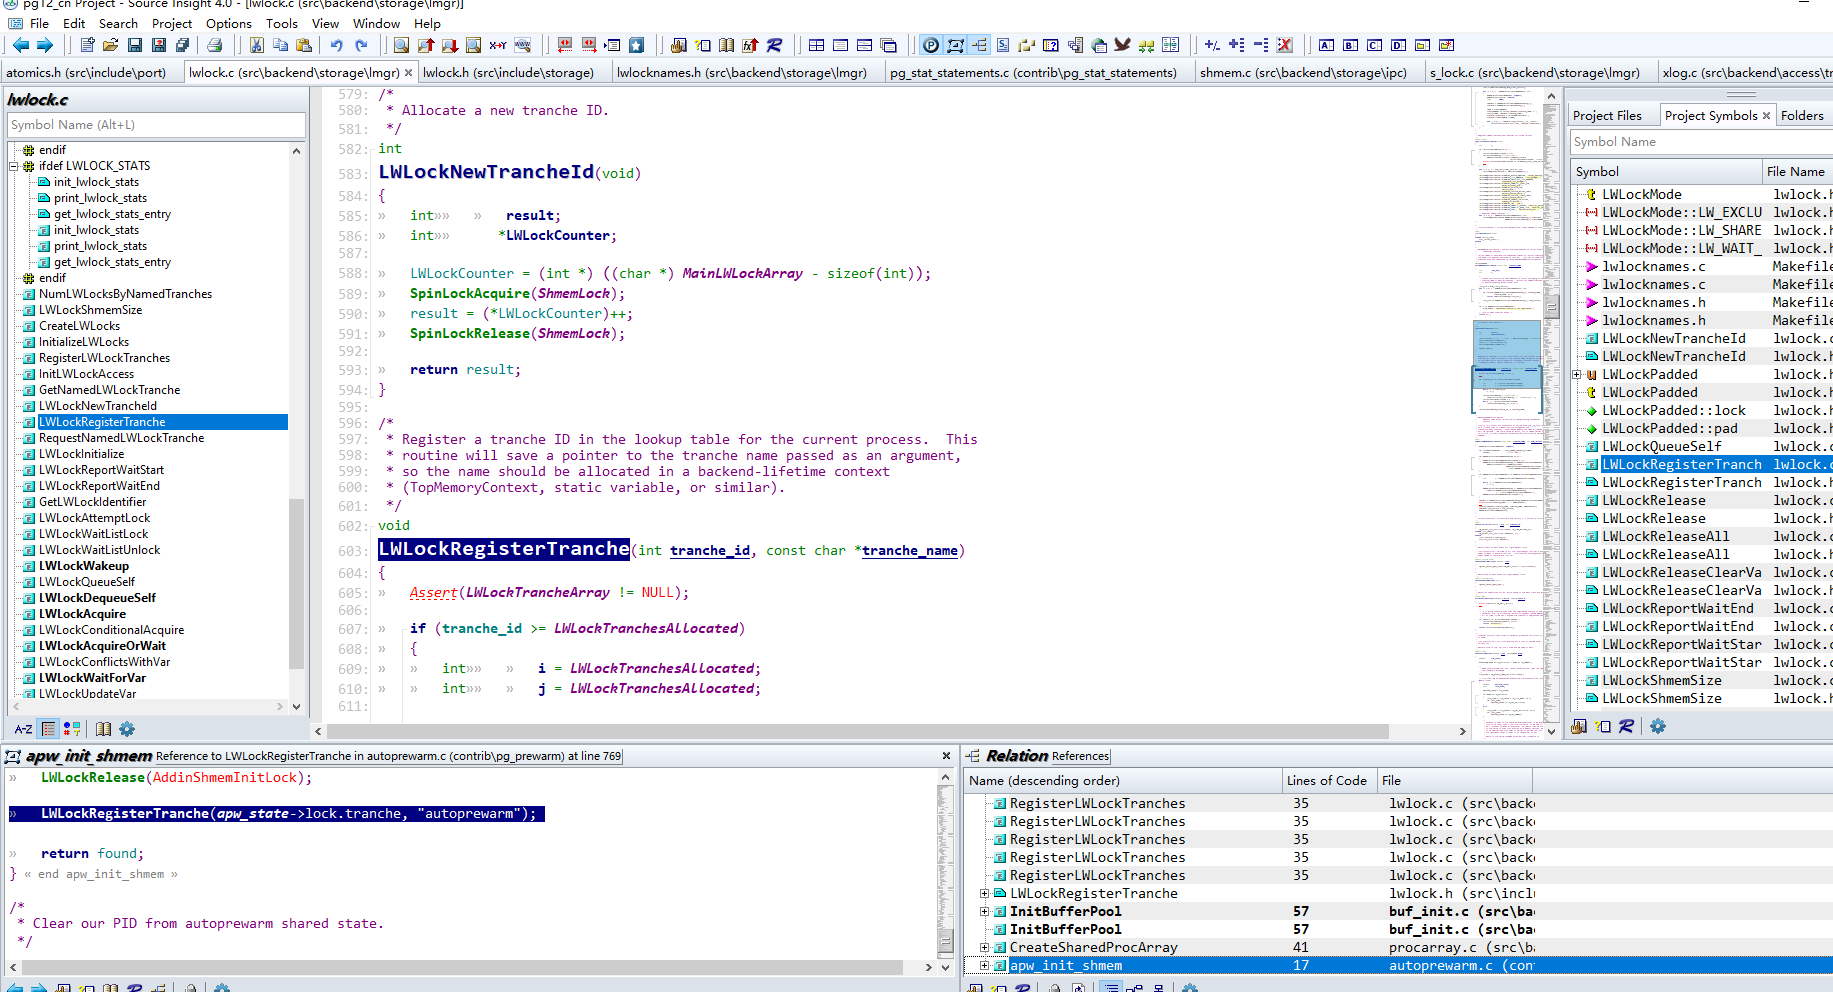 pg12_cn Project - Source Insight 4.0 - [lwlock.c (src\backend\storage\lmgr)]
File Edit Search Project Options Tools View Window Help
atomics.h (src\include\port) lwlock.c (src\backend\storage\lmgr) × lwlock.h (src\include\storage) lwlocknames.h (src\backend\storage\lmgr) pg_stat_statements.c (contrib\pg_stat_statements) shmem.c (src\backend\storage\ipc) s_lock.c (src\backend\storage\lmgr) xlog.c (src\backend\access\tr
lwlock.c
Symbol Name (Alt+L)
endif
ifdef LWLOCK_STATS
init_lwlock_stats
print_lwlock_stats
get_lwlock_stats_entry
init_lwlock_stats
print_lwlock_stats
get_lwlock_stats_entry
endif
NumLWLocksByNamedTranches
LWLockShmemSize
CreateLWLocks
InitializeLWLocks
RegisterLWLockTranches
InitLWLockAccess
GetNamedLWLockTranche
LWLockNewTrancheId
LWLockRegisterTranche
RequestNamedLWLockTranche
LWLockInitialize
LWLockReportWaitStart
LWLockReportWaitEnd
GetLWLockIdentifier
LWLockAttemptLock
LWLockWaitListLock
LWLockWaitListUnlock
LWLockWakeup
LWLockQueueSelf
LWLockDequeueSelf
LWLockAcquire
LWLockConditionalAcquire
LWLockAcquireOrWait
LWLockConflictsWithVar
LWLockWaitForVar
LWLockUpdateVar
A-Z
579: /*
580: * Allocate a new tranche ID.
581: */
582: int
583: LWLockNewTrancheId(void)
584: {
585: » int»» » result;
586: » int»» *LWLockCounter;
587:
588: » LWLockCounter = (int *) ((char *) MainLWLockArray - sizeof(int));
589: » SpinLockAcquire(ShmemLock);
590: » result = (*LWLockCounter)++;
591: » SpinLockRelease(ShmemLock);
592:
593: » return result;
594: }
595:
596: /*
597: * Register a tranche ID in the lookup table for the current process.  This
598: * routine will save a pointer to the tranche name passed as an argument,
599: * so the name should be allocated in a backend-lifetime context
600: * (TopMemoryContext, static variable, or similar).
601: */
602: void
603: LWLockRegisterTranche(int tranche_id, const char *tranche_name)
604: {
605: » Assert(LWLockTrancheArray != NULL);
606:
607: » if (tranche_id >= LWLockTranchesAllocated)
608: » {
609: » » int»» » i = LWLockTranchesAllocated;
610: » » int»» » j = LWLockTranchesAllocated;
611:
Project Files Project Symbols × Folders
Symbol Name
Symbol File Name
LWLockMode lwlock.h
LWLockMode::LW_EXCLU lwlock.h
LWLockMode::LW_SHARE lwlock.h
LWLockMode::LW_WAIT_ lwlock.h
lwlocknames.c Makefile
lwlocknames.c Makefile
lwlocknames.h Makefile
lwlocknames.h Makefile
LWLockNewTrancheId lwlock.c
LWLockNewTrancheId lwlock.h
LWLockPadded lwlock.h
LWLockPadded lwlock.h
LWLockPadded::lock lwlock.h
LWLockPadded::pad lwlock.h
LWLockQueueSelf lwlock.c
LWLockRegisterTranch lwlock.c
LWLockRegisterTranch lwlock.h
LWLockRelease lwlock.c
LWLockRelease lwlock.h
LWLockReleaseAll lwlock.c
LWLockReleaseAll lwlock.h
LWLockReleaseClearVa lwlock.c
LWLockReleaseClearVa lwlock.h
LWLockReportWaitEnd lwlock.c
LWLockReportWaitEnd lwlock.c
LWLockReportWaitStar lwlock.c
LWLockReportWaitStar lwlock.c
LWLockShmemSize lwlock.c
LWLockShmemSize lwlock.h
apw_init_shmem Reference to LWLockRegisterTranche in autoprewarm.c (contrib\pg_prewarm) at line 769
» LWLockRelease(AddinShmemInitLock);
» LWLockRegisterTranche(apw_state->lock.tranche, "autoprewarm");
» return found;
} « end apw_init_shmem »
/*
* Clear our PID from autoprewarm shared state.
*/
Relation References
Name (descending order) Lines of Code File
RegisterLWLockTranches 35 lwlock.c (src\back
RegisterLWLockTranches 35 lwlock.c (src\back
RegisterLWLockTranches 35 lwlock.c (src\back
RegisterLWLockTranches 35 lwlock.c (src\back
RegisterLWLockTranches 35 lwlock.c (src\back
LWLockRegisterTranche lwlock.h (src\incl
InitBufferPool 57 buf_init.c (src\ba
InitBufferPool 57 buf_init.c (src\ba
CreateSharedProcArray 41 procarray.c (src\b
apw_init_shmem 17 autoprewarm.c (con